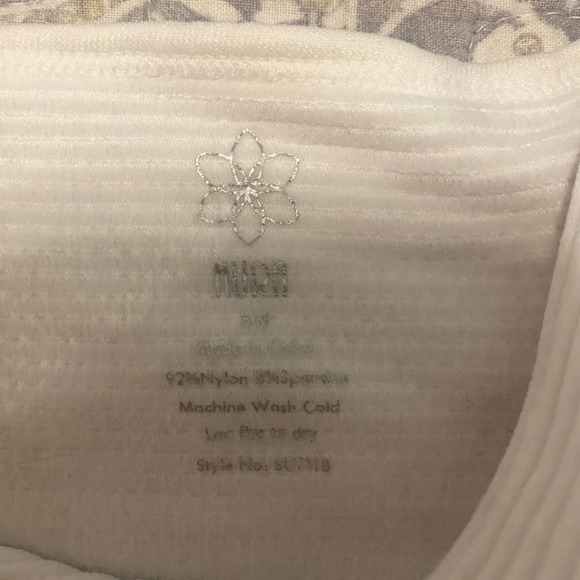 Made in China
92%Nylon 8%Spandex
Machine Wash Cold
Lay flat to dry
Style No: